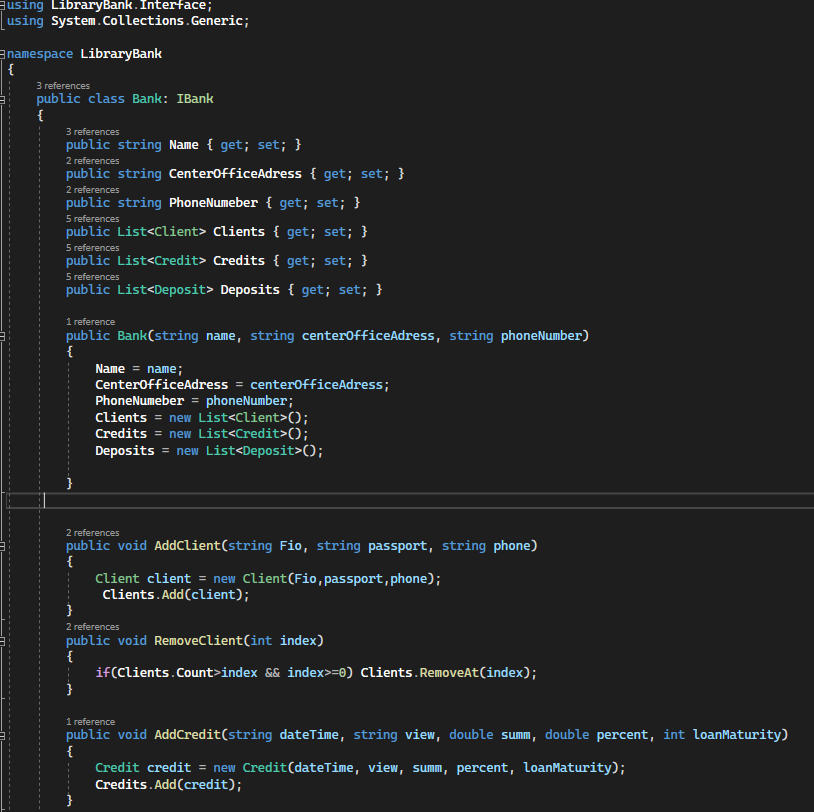 using LibraryBank.Interface;
using System.Collections.Generic;
namespace LibraryBank
{
3 references
public class Bank: IBank
{
3 references
public string Name { get; set; }
2 references
public string CenterOfficeAdress { get; set; }
2 references
public string PhoneNumeber { get; set; }
5 references
public List<Client> Clients { get; set; }
5 references
public List<Credit> Credits { get; set; }
5 references
public List<Deposit> Deposits { get; set; }
1 reference
public Bank(string name, string centerOfficeAdress, string phoneNumber)
{
Name = name;
CenterOfficeAdress = centerOfficeAdress;
PhoneNumeber = phoneNumber;
Clients = new List<Client>();
Credits = new List<Credit>();
Deposits = new List<Deposit>();
}
2 references
public void AddClient(string Fio, string passport, string phone)
{
Client client = new Client(Fio,passport,phone);
Clients.Add(client);
}
2 references
public void RemoveClient(int index)
{
if(Clients.Count>index && index>=0) Clients.RemoveAt(index);
}
1 reference
public void AddCredit(string dateTime, string view, double summ, double percent, int loanMaturity)
{
Credit credit = new Credit(dateTime, view, summ, percent, loanMaturity);
Credits.Add(credit);
}